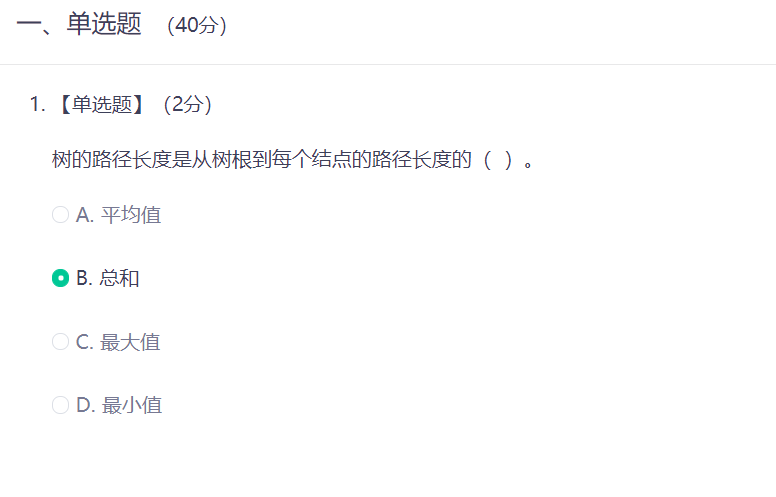 一、单选题 （40分）
1. 【单选题】（2分）
树的路径长度是从树根到每个结点的路径长度的（ ）。
A. 平均值
B. 总和
C. 最大值
D. 最小值